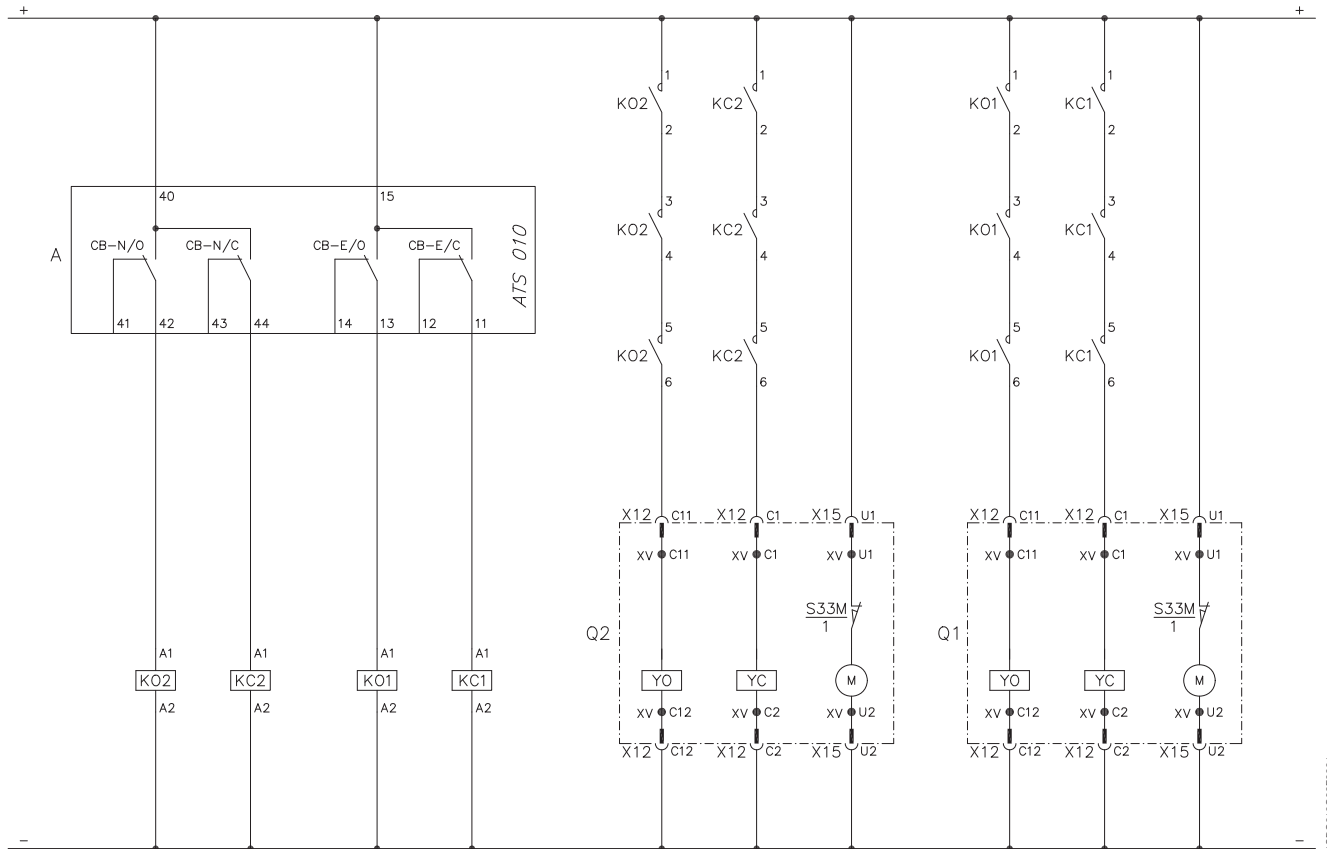 + +
1 1 1 1
KO2 KC2 KO1 KC1
2 2 2 2
40 15
3 3 3 3
KO2 KC2 KO1 KC1
4 4 4 4
A CB-N/O CB-N/C CB-E/O CB-E/C ATS 010
41 42 43 44 14 13 12 11
5 5 5 5
KO2 KC2 KO1 KC1
6 6 6 6
X12 C11 X12 C1 X15 U1 X12 C11 X12 C1 X15 U1
XV C11 XV C1 XV U1 XV C11 XV C1 XV U1
S33M S33M
1 1
Q2 Q1
A1 A1 A1 A1
KO2 KC2 KO1 KC1 YO YC M YO YC M
A2 A2 A2 A2 XV C12 XV C2 XV U2 XV C12 XV C2 XV U2
X12 C12 X12 C2 X15 U2 X12 C12 X12 C2 X15 U2
- -